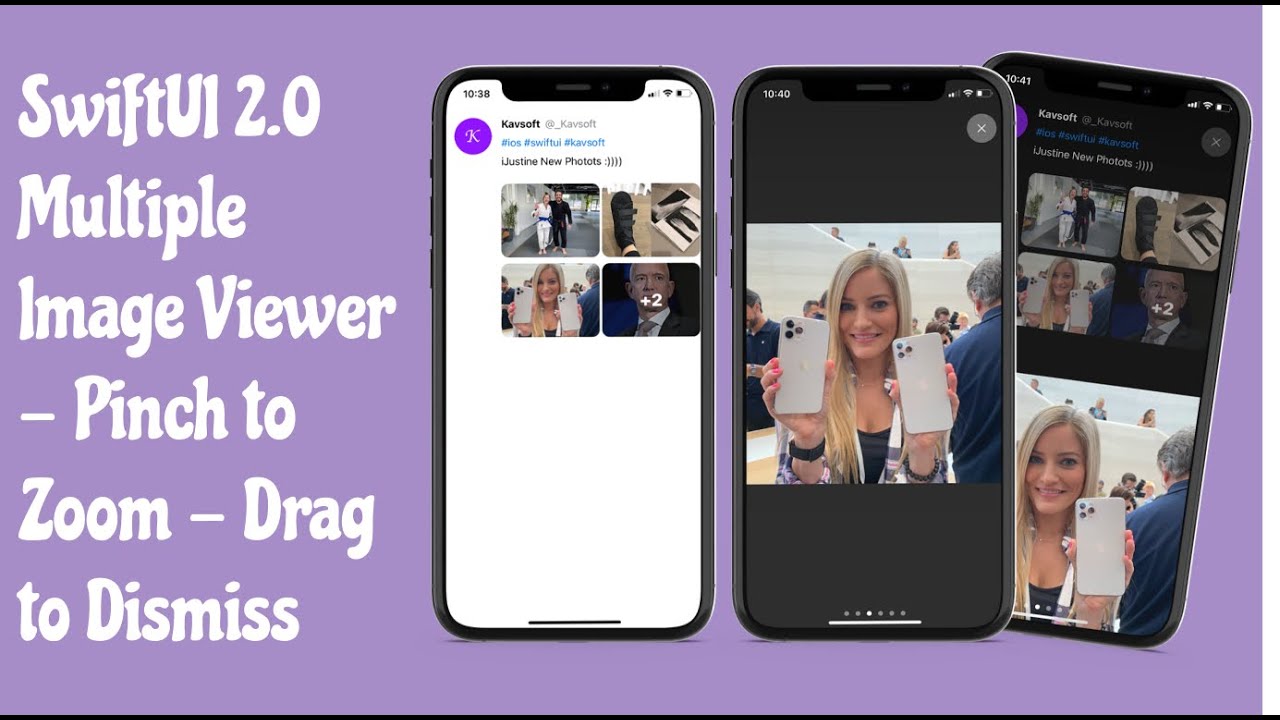 SwiftUI 2.0
Multiple
Image Viewer
- Pinch to
Zoom - Drag
to Dismiss
10:38
Kavsoft @_Kavsoft
K
#ios #swiftui #kavsoft
iJustine New Photots :))))
+2
10:40
10:41
Kavsoft @_Kavsoft
#ios #swiftui #kavsoft
iJustine New Photots :))))
+2